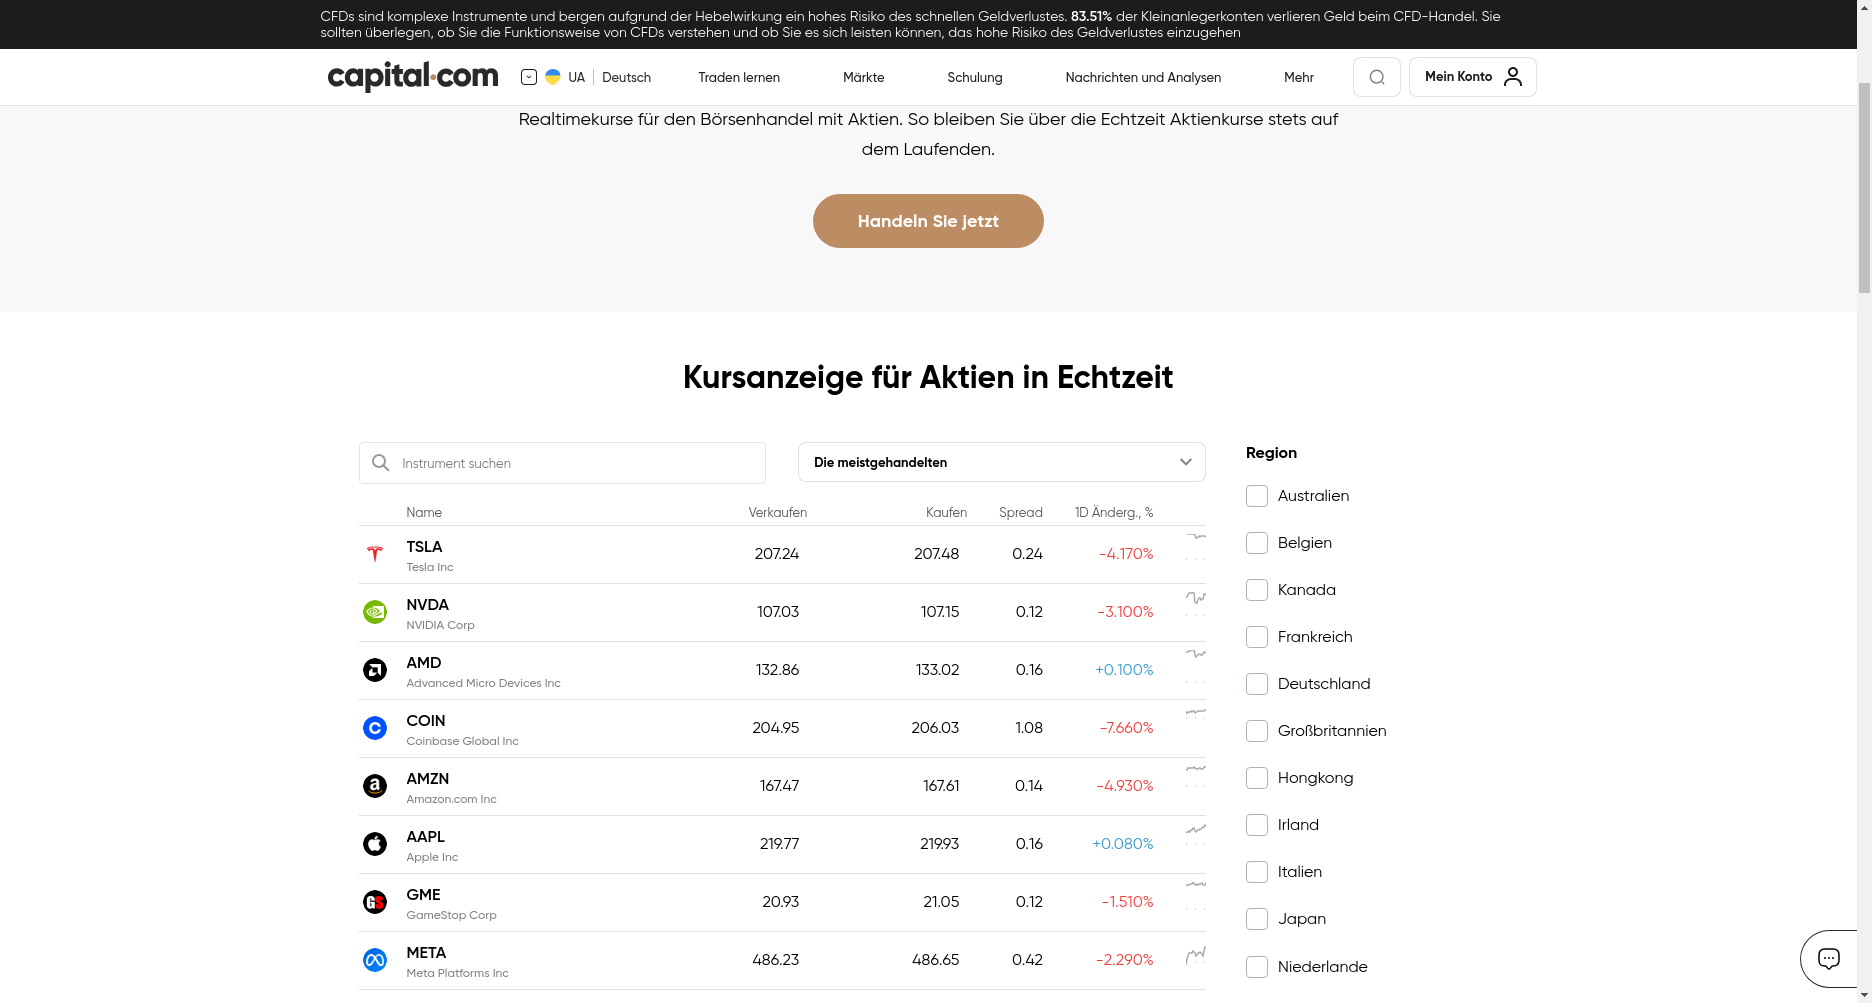 CFDs sind komplexe Instrumente und bergen aufgrund der Hebelwirkung ein hohes Risiko des schnellen Geldverlustes. 83.51% der Kleinanlegerkonten verlieren Geld beim CFD-Handel. Sie
sollten überlegen, ob Sie die Funktionsweise von CFDs verstehen und ob Sie es sich leisten können, das hohe Risiko des Geldverlustes einzugehen
capital.com UA Deutsch Traden lernen Märkte Schulung Nachrichten und Analysen Mehr Mein Konto
Realtimekurse für den Börsenhandel mit Aktien. So bleiben Sie über die Echtzeit Aktienkurse stets auf
dem Laufenden.
Handeln Sie jetzt
Kursanzeige für Aktien in Echtzeit
Instrument suchen
Die meistgehandelten
Name Verkaufen Kaufen Spread 1D Änderg., %
TSLA 207.24 207.48 0.24 -4.170%
Tesla Inc
NVDA 107.03 107.15 0.12 -3.100%
NVIDIA Corp
AMD 132.86 133.02 0.16 +0.100%
Advanced Micro Devices Inc
COIN 204.95 206.03 1.08 -7.660%
Coinbase Global Inc
AMZN 167.47 167.61 0.14 -4.930%
Amazon.com Inc
AAPL 219.77 219.93 0.16 +0.080%
Apple Inc
GME 20.93 21.05 0.12 -1.510%
GameStop Corp
META 486.23 486.65 0.42 -2.290%
Meta Platforms Inc
Region
Australien
Belgien
Kanada
Frankreich
Deutschland
Großbritannien
Hongkong
Irland
Italien
Japan
Niederlande